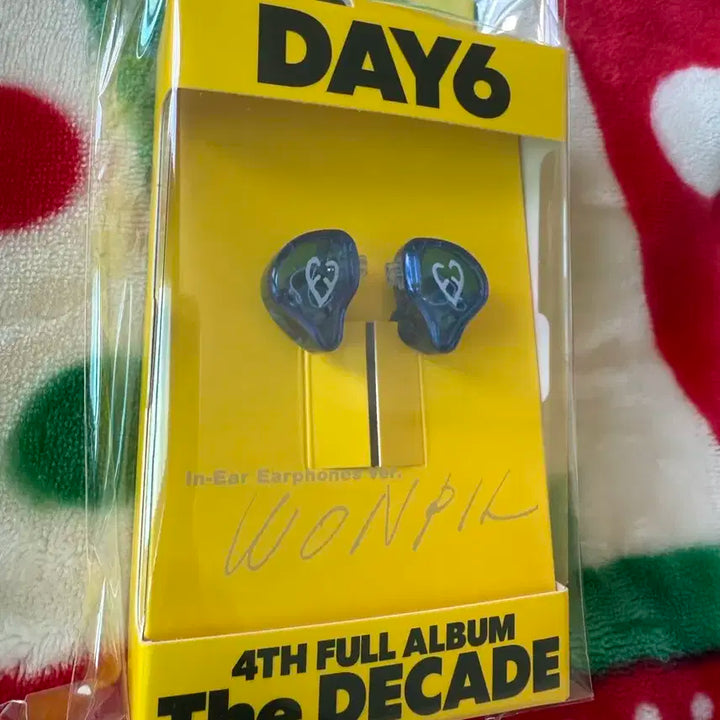 DAY6
In-Ear Earphones ver.
WONPIL
4TH FULL ALBUM
The DECADE